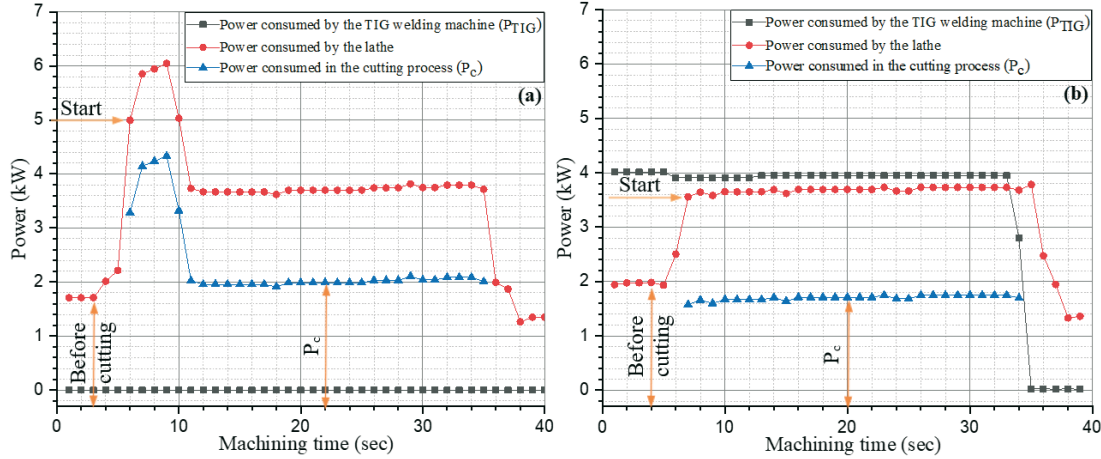 Power consumed by the TIG welding machine (PTIG)
Power consumed by the lathe
Power consumed in the cutting process (Pc)
(a)
7
6
5
4
3
2
1
0
Power (kW)
Start
Before
cutting
Pc
0 10 20 30 40
Machining time (sec)
Power consumed by the TIG welding machine (PTIG)
Power consumed by the lathe
Power consumed in the cutting process (Pc)
(b)
7
6
5
4
3
2
1
0
Power (kW)
Start
Before
cutting
Pc
0 10 20 30 40
Machining time (sec)